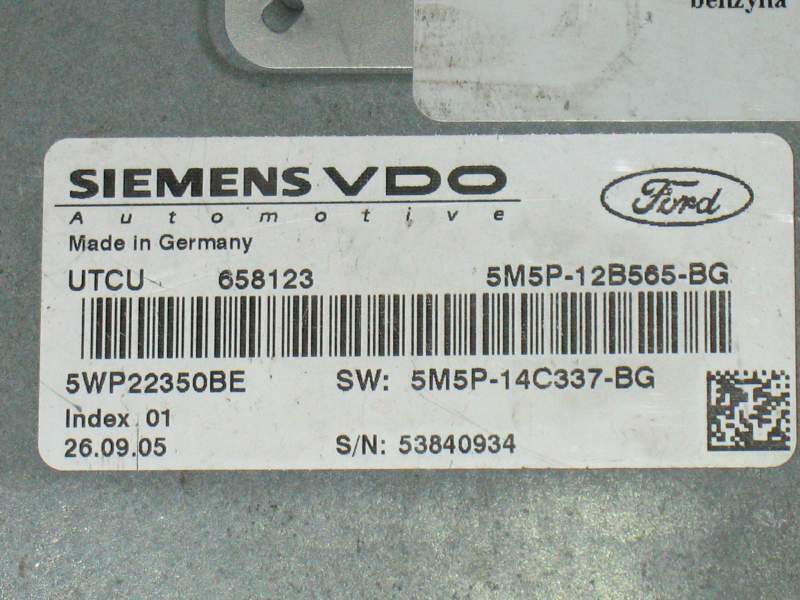 benzyna
SIEMENS VDO
Automotive
Ford
Made in Germany
UTCU 658123 5M5P-12B565-BG
5WP22350BE SW: 5M5P-14C337-BG
Index 01
26.09.05 S/N: 53840934